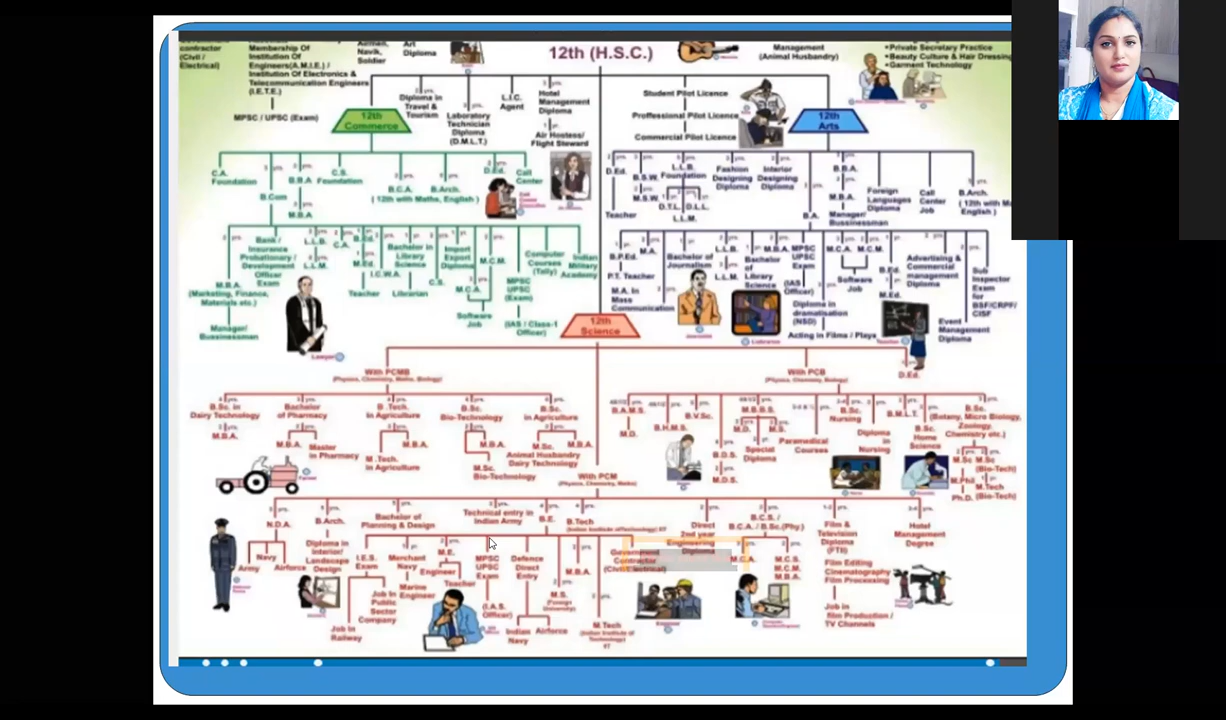 contractor
(Civil /
Electrical)
Membership Of
Institution Of
Engineers(A.M.I.E.) /
Institution Of Electronics &
Telecommunication Engineers
(I.E.T.E.)
MPSC / UPSC (Exam)
Airmen,
Navik,
Soldier
Art
Diploma
12th (H.S.C.)
Management
(Animal Husbandry)
•Private Secretary Practice
•Beauty Culture & Hair Dressing
•Garment Technology
12th
Commerce
Diploma in
Travel &
Tourism
Laboratory
Technician
Diploma
(D.M.L.T.)
L.I.C.
Agent
Hotel
Management
Diploma
Air Hostess/
Flight Steward
Student Pilot Licence
Proffessional Pilot Licence
Commercial Pilot Licence
12th
Arts
C.A.
Foundation
B.Com
B.B.A
M.B.A
C.S.
Foundation
B.C.A.
B.Arch.
( 12th with Maths, English )
D.Ed.
Call
Center
D.Ed.
Teacher
B.S.W.
M.S.W.
L.L.B.
Foundation
D.T.L.
D.L.L.
L.L.M.
Fashion
Designing
Diploma
Interior
Designing
Diploma
B.A.
B.B.A.
M.B.A.
Manager/
Bussinessman
Foreign
Languages
Diploma
Call
Center
Job
B.Arch.
( 12th with M
English )
M.B.A.
(Marketing, Finance,
Materials etc.)
Manager/
Bussinessman
Bank /
Insurance
Probationary /
Development
Officer
Exam
L.L.B.
L.L.M.
C.A.
B.Ed.
M.Ed.
Teacher
I.C.W.A.
Bachelor in
Library
Science
Librarian
C.S.
Import
Export
Diploma
M.C.A.
M.C.M.
Software
Job
MPSC
UPSC
(Exam)
(IAS / Class-1
Officer)
Computer
Courses
(Tally)
Indian
Military
Academy
Lawyer
B.P.Ed.
P.T. Teacher
M.A.
M.A. In
Mass
Communication
Bachelor of
Journalism
L.L.B.
L.L.M.
Bachelor
of
Library
Science
M.B.A.
MPSC
UPSC
Exam
(IAS
Officer)
Diploma in
dramatisation
(NSD)
Acting in Films / Plays
M.C.A.
M.C.M.
Software
Job
B.Ed.
M.Ed.
Advertising &
Commercial
management
Diploma
Event
Management
Diploma
Sub
Inspector
Exam
for
BSF/CRPF/
CISF
12th
Science
With PCMB
(Physics, Chemistry, Maths, Biology)
With PCB
(Physics, Chemistry, Biology)
D.Ed.
B.Sc. in
Dairy Technology
M.B.A.
Bachelor
of Pharmacy
M.B.A.
Master
in Pharmacy
B .Tech.
in Agriculture
M .Tech.
in Agriculture
M.B.A.
B.Sc.
Bio-Technology
M.Sc.
Bio-Technology
M.B.A.
B.Sc.
in Agriculture
M.Sc.
Animal Husbandry
Dairy Technology
M.B.A.
B.A.M.S.
M.D.
B.H.M.S.
B.V.Sc.
B.D.S.
M.D.S.
M.B.B.S.
M.D.
M.S.
Special
Diploma
Paramedical
Courses
B.Sc.
Nursing
Diploma
in
Nursing
B.M.L.T.
B.Sc.
Home
Science
B.Sc.
(Botany, Micro Biology,
Zoology,
Chemistry etc.)
M.Sc
M.Sc
(Bio-Tech)
M.Phil
M.Tech
Ph.D.
(Bio-Tech)
With PCM
(Physics, Chemistry, Maths)
N.D.A.
Army
Navy
Airforce
B.Arch.
Diploma in
Interior/
Landscape
Design
Bachelor of
Planning & Design
Technical entry in
Indian Army
B.E.
B.Tech
(Indian Institute of Technology) IIT
Direct
2nd year
Engineering
Diploma
B.C.S./
B.C.A. / B.Sc.(Phy)
M.C.A.
M.C.S.
M.C.M.
M.B.A.
Film &
Television
Diploma
(FTII)
Film Editing
Cinematography
Film Processing
Job in
film Production /
TV Channels
Hotel
Management
Degree
I.E.S.
Exam
Job In
Public
Sector
Company
Job In
Railway
Merchant
Navy
Marine
Engineer
M.E.
Engineer
Teacher
MPSC
UPSC
Exam
(I.A.S.
Officer)
Defence
Direct
Entry
Indian
Navy
Airforce
M.S.
(Foreign
University)
M.B.A.
M.Tech
(Indian Institute of
Technology)
IIT
Government
Contractor
(Civil/Electrical)